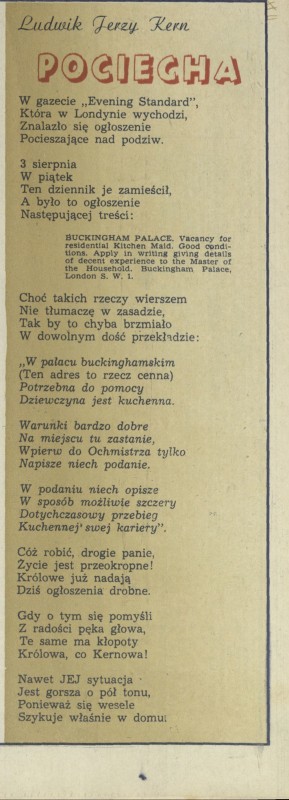 Ludwik Jerzy Kern
POCIECHA
W gazecie „Evening Standard",
Która w Londynie wychodzi,
Znalazło się ogłoszenie
Pocieszające nad podziw.
3 sierpnia
W piątek
Ten dziennik je zamieścił,
A było to ogłoszenie
Następującej treści:
BUCKINGHAM PALACE. Vacancy for
residential Kitchen Maid. Good condi-
tions. Apply in writing giving details
of decent experience to the Master of
the Household. Buckingham Palace,
London S. W. 1.
Choć takich rzeczy wierszem
Nie tłumaczę w zasadzie,
Tak by to chyba brzmiało
W dowolnym dość przekładzie:
„W pałacu buckinghamskim
(Ten adres to rzecz cenna)
Potrzebna do pomocy
Dziewczyna jest kuchenna.
Warunki bardzo dobre
Na miejscu tu zastanie,
Wpierw do Ochmistrza tylko
Napisze niech podanie.
W podaniu niech opisze
W sposób możliwie szczery
Dotychczasowy przebieg
Kuchennej swej kariery".
Cóż robić, drogie panie,
Życie jest przeokropne!
Królowe już nadają
Dziś ogłoszenia drobne.
Gdy o tym się pomyśli
Z radości pęka głowa,
Te same ma kłopoty
Królowa, co Kernowa!
Nawet JEJ sytuacja
Jest gorsza o pół tonu,
Ponieważ się wesele
Szykuje właśnie w domu.